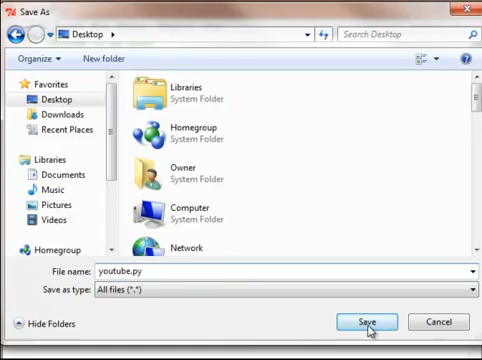 Save As
Desktop
Search Desktop
Organize
New folder
Favorites
Desktop
Downloads
Recent Places
Libraries
Documents
Music
Pictures
Videos
Homegroup
Libraries
System Folder
Homegroup
System Folder
Owner
System Folder
Computer
System Folder
Network
File name: youtube.py
Save as type: All files (*.*)
Hide Folders
Save
Cancel